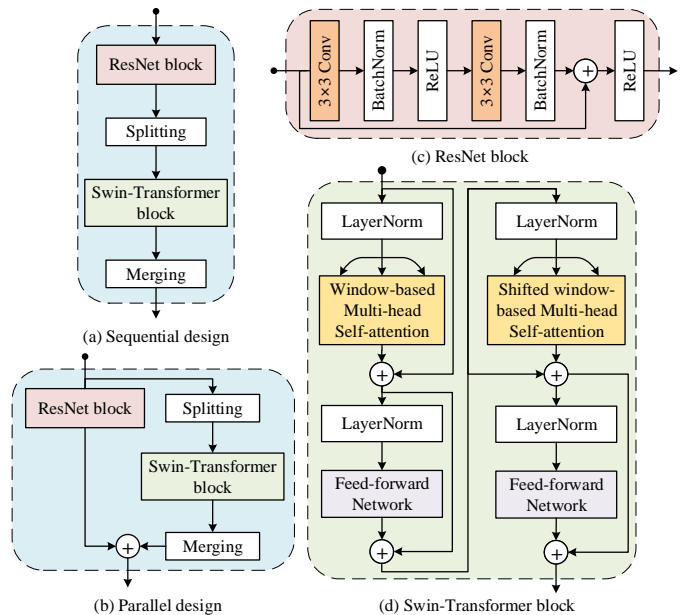 ResNet block
Splitting
Swin-Transformer
block
Merging
(a) Sequential design
ResNet block
Splitting
Swin-Transformer
block
Merging
+
(b) Parallel design
3×3 Conv
BatchNorm
ReLU
3×3 Conv
BatchNorm
+
ReLU
(c) ResNet block
LayerNorm
Window-based
Multi-head
Self-attention
+
LayerNorm
Feed-forward
Network
+
LayerNorm
Shifted window-
based Multi-head
Self-attention
+
LayerNorm
Feed-forward
Network
+
(d) Swin-Transformer block